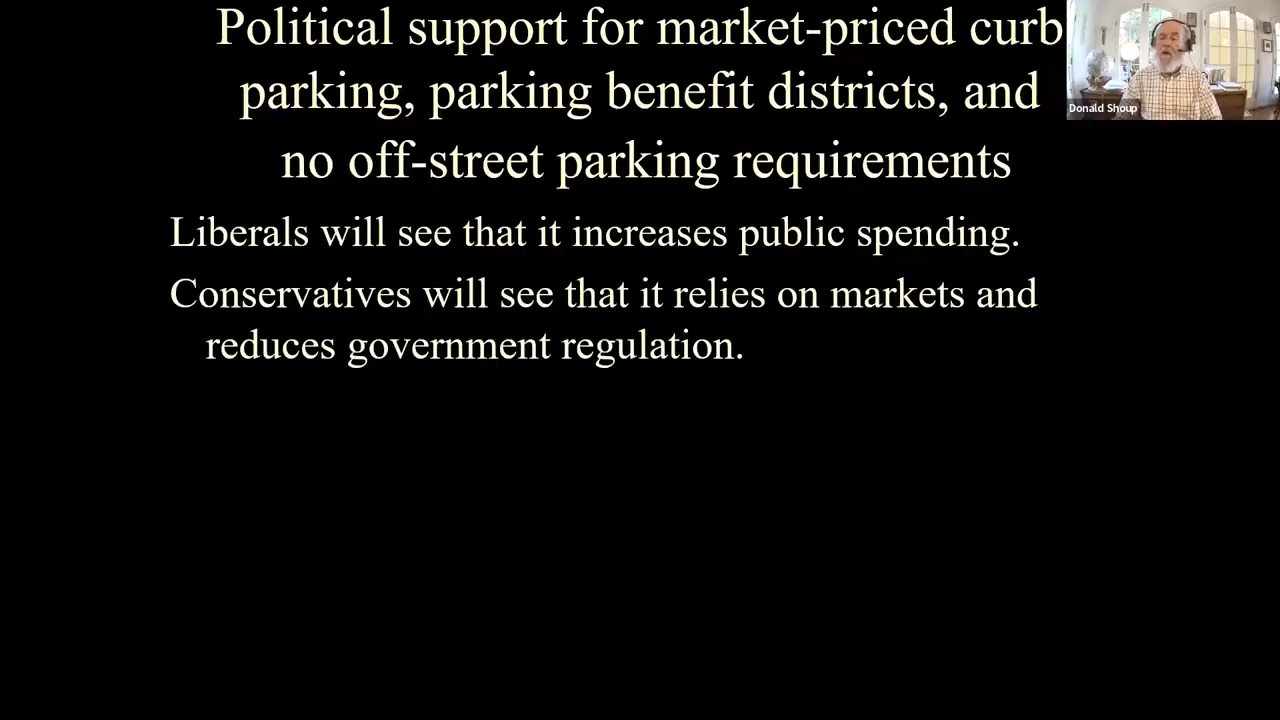 Political support for market-priced curb
parking, parking benefit districts, and
no off-street parking requirements
Donald Shoup
Liberals will see that it increases public spending.
Conservatives will see that it relies on markets and
reduces government regulation.